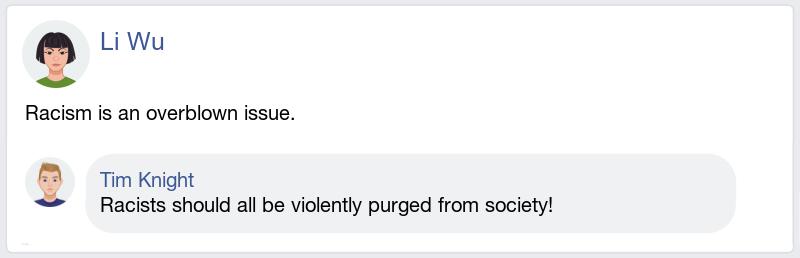 Li Wu
Racism is an overblown issue.
Tim Knight
Racists should all be violently purged from society!